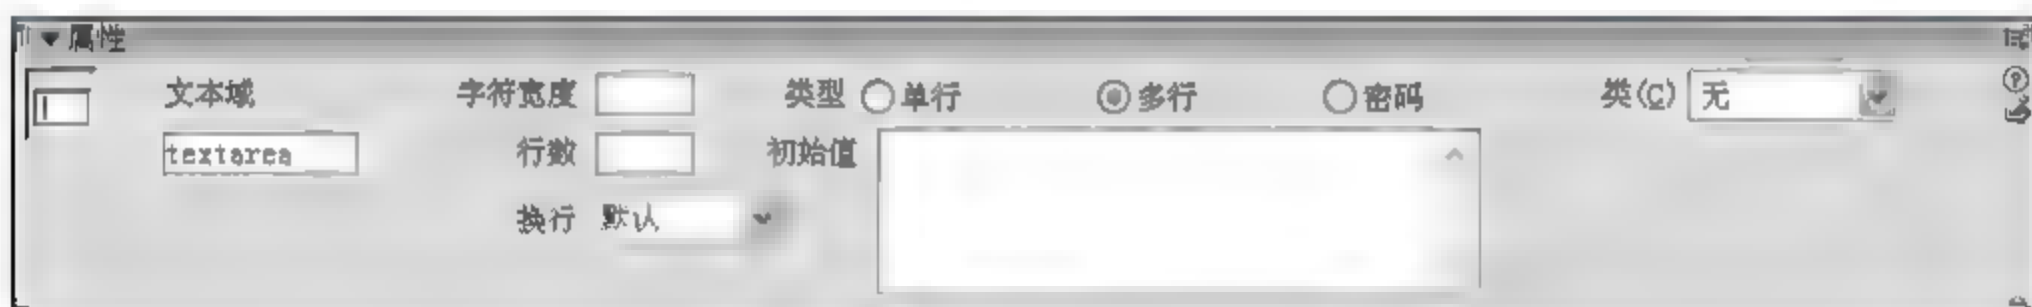 属性
文本域 字符宽度 类型 单行 多行 密码 类(C) 无
textarea 行数 初始值
换行 默认